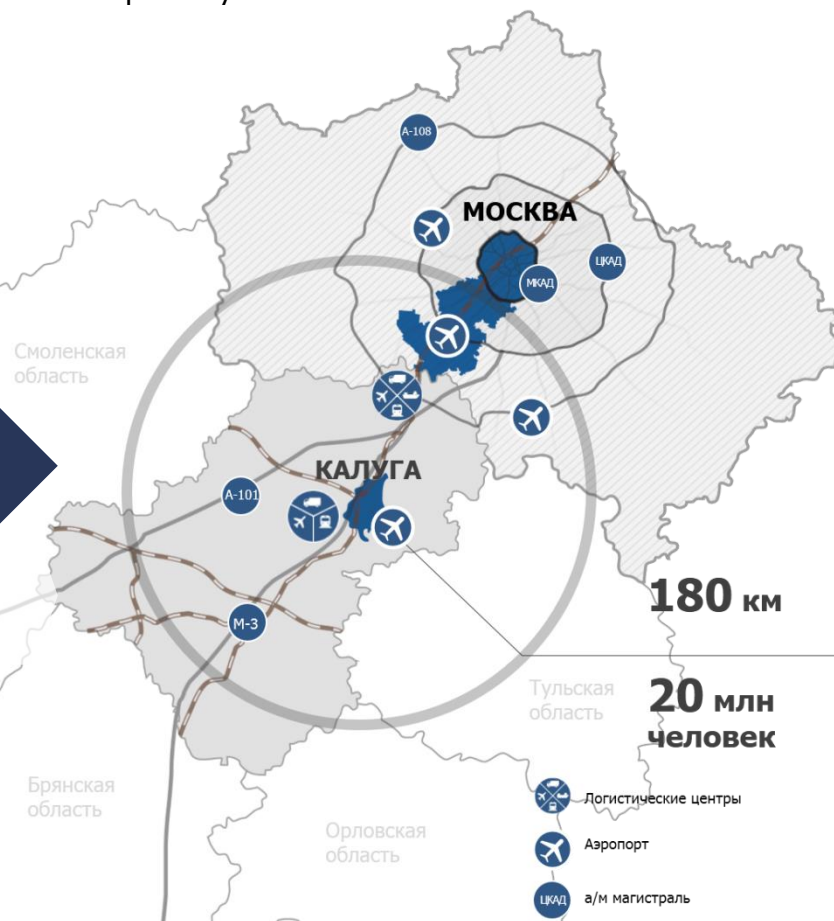 А-108
МОСКВА
ЦКАД
МКАД
Смоленская
область
КАЛУГА
А-101
180 км
М-3
Тульская
область
20 млн
человек
Брянская
область
Логистические центры
Орловская
область
Аэропорт
ЦКАД
а/м магистраль